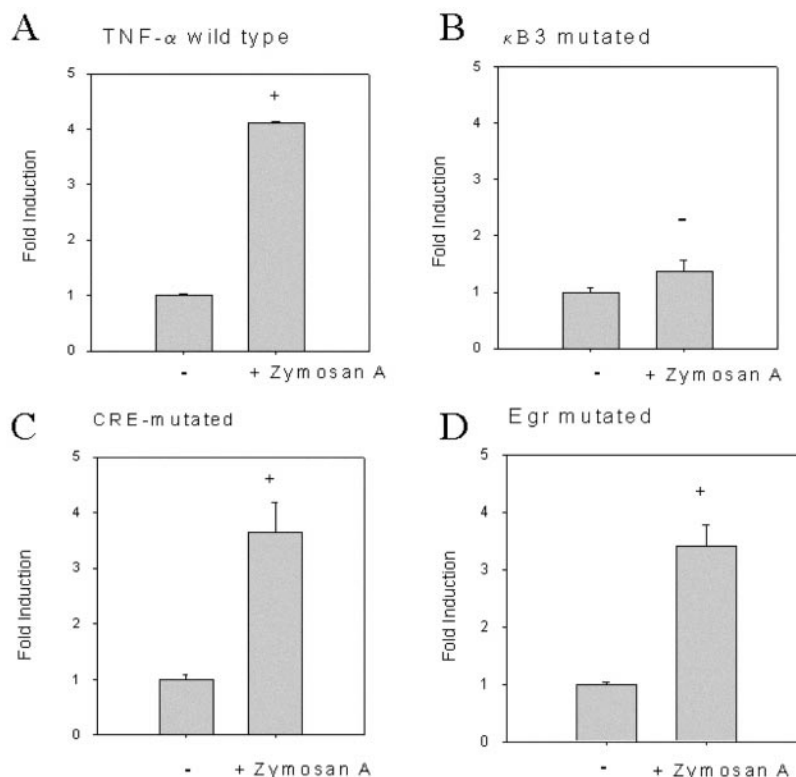 A
TNF-α wild type
5
4
3
2
1
0
Fold Induction
+
-
+ Zymosan A
B
κB3 mutated
5
4
3
2
1
0
Fold Induction
-
-
+ Zymosan A
C
CRE-mutated
5
4
3
2
1
0
Fold Induction
+
-
+ Zymosan A
D
Egr mutated
5
4
3
2
1
0
Fold Induction
+
-
+ Zymosan A